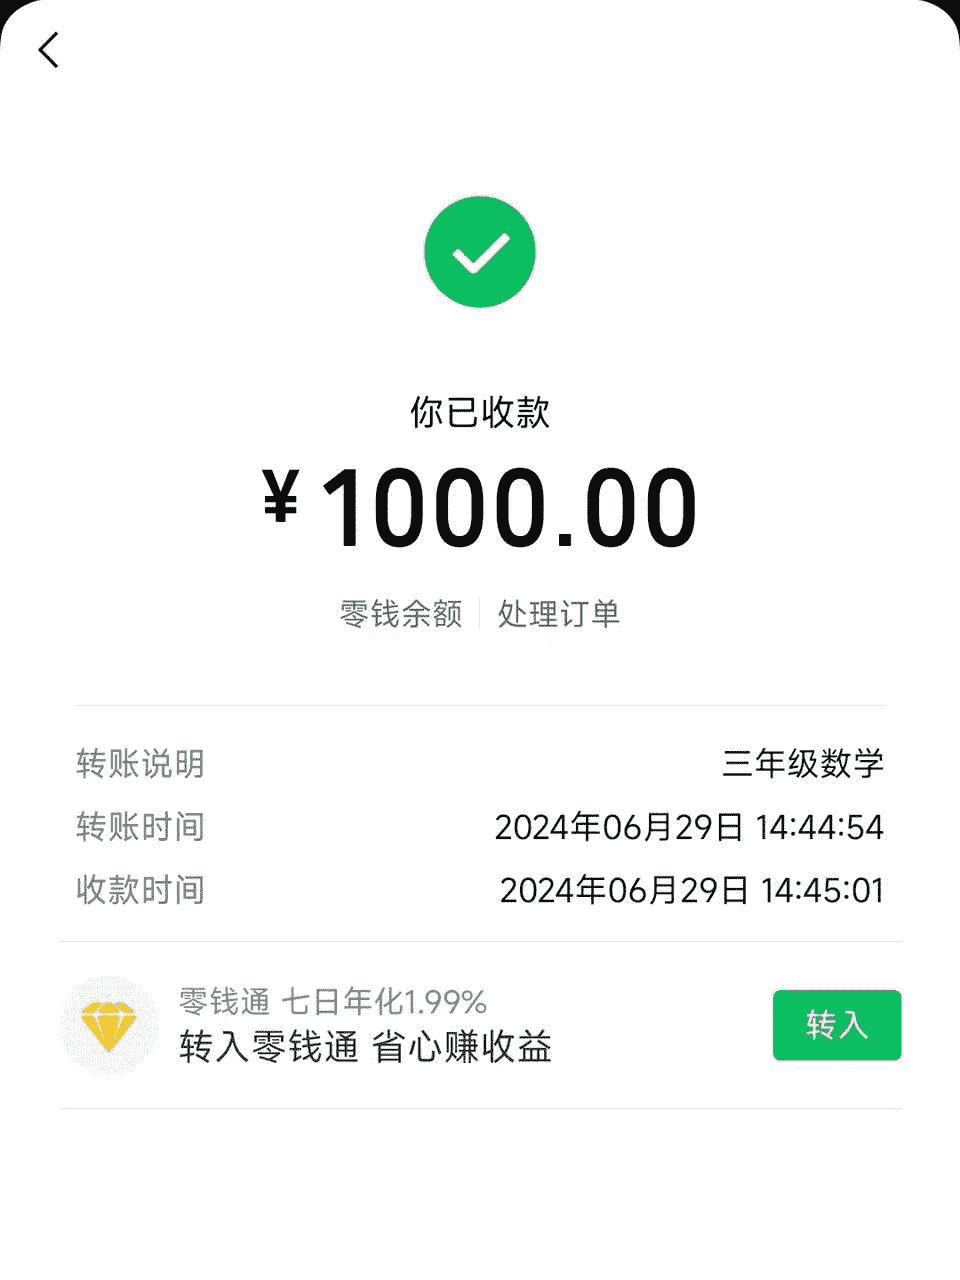 你已收款
¥1000.00
零钱余额 处理订单
转账说明 三年级数学
转账时间 2024年06月29日 14:44:54
收款时间 2024年06月29日 14:45:01
零钱通 七日年化1.99%
转入零钱通 省心赚收益
转入